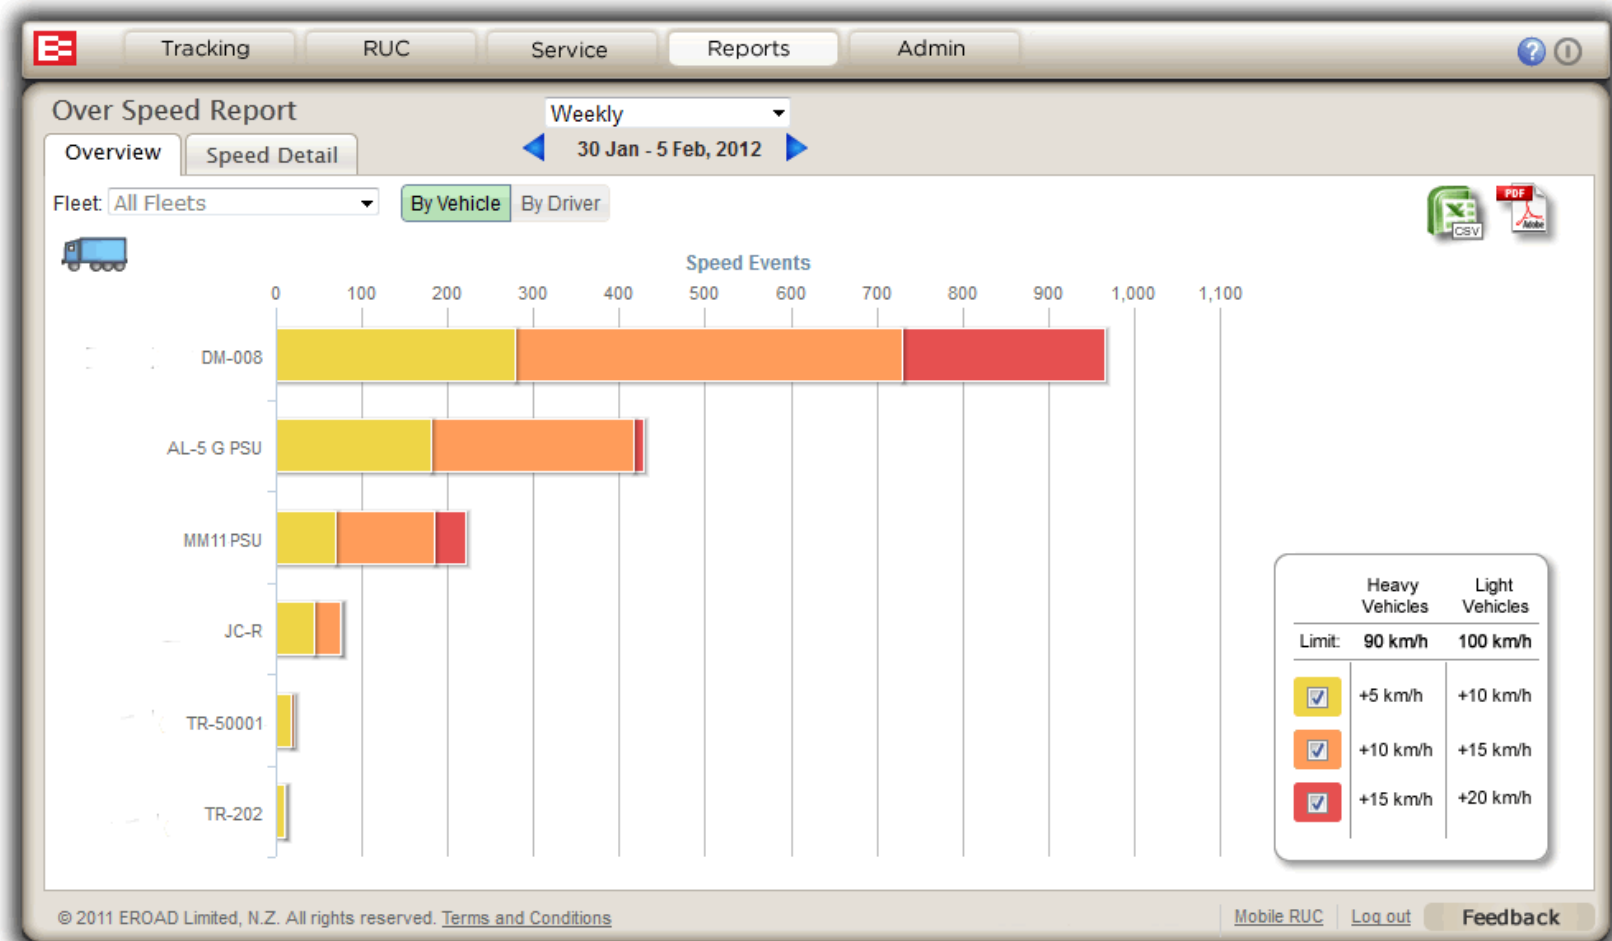 Tracking RUC Service Reports Admin
Over Speed Report
Weekly
30 Jan - 5 Feb, 2012
Overview Speed Detail
Fleet: All Fleets By Vehicle By Driver
CSV
PDF
Adobe
Speed Events
0 100 200 300 400 500 600 700 800 900 1,000 1,100
DM-008
AL-5 G PSU
MM11PSU
JC-R
TR-50001
TR-202
Heavy Vehicles Light Vehicles
Limit: 90 km/h 100 km/h
+5 km/h +10 km/h
+10 km/h +15 km/h
+15 km/h +20 km/h
© 2011 EROAD Limited, N.Z. All rights reserved. Terms and Conditions
Mobile RUC Log out Feedback